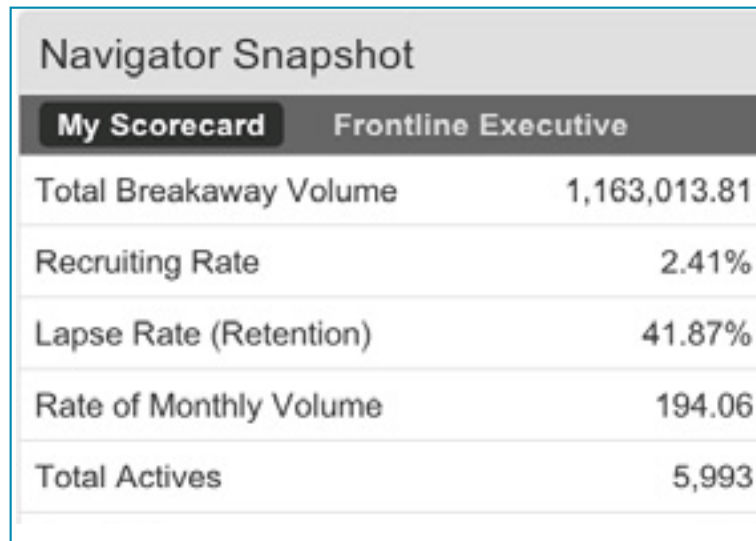 Navigator Snapshot
My Scorecard Frontline Executive
Total Breakaway Volume 1,163,013.81
Recruiting Rate 2.41%
Lapse Rate (Retention) 41.87%
Rate of Monthly Volume 194.06
Total Actives 5,993